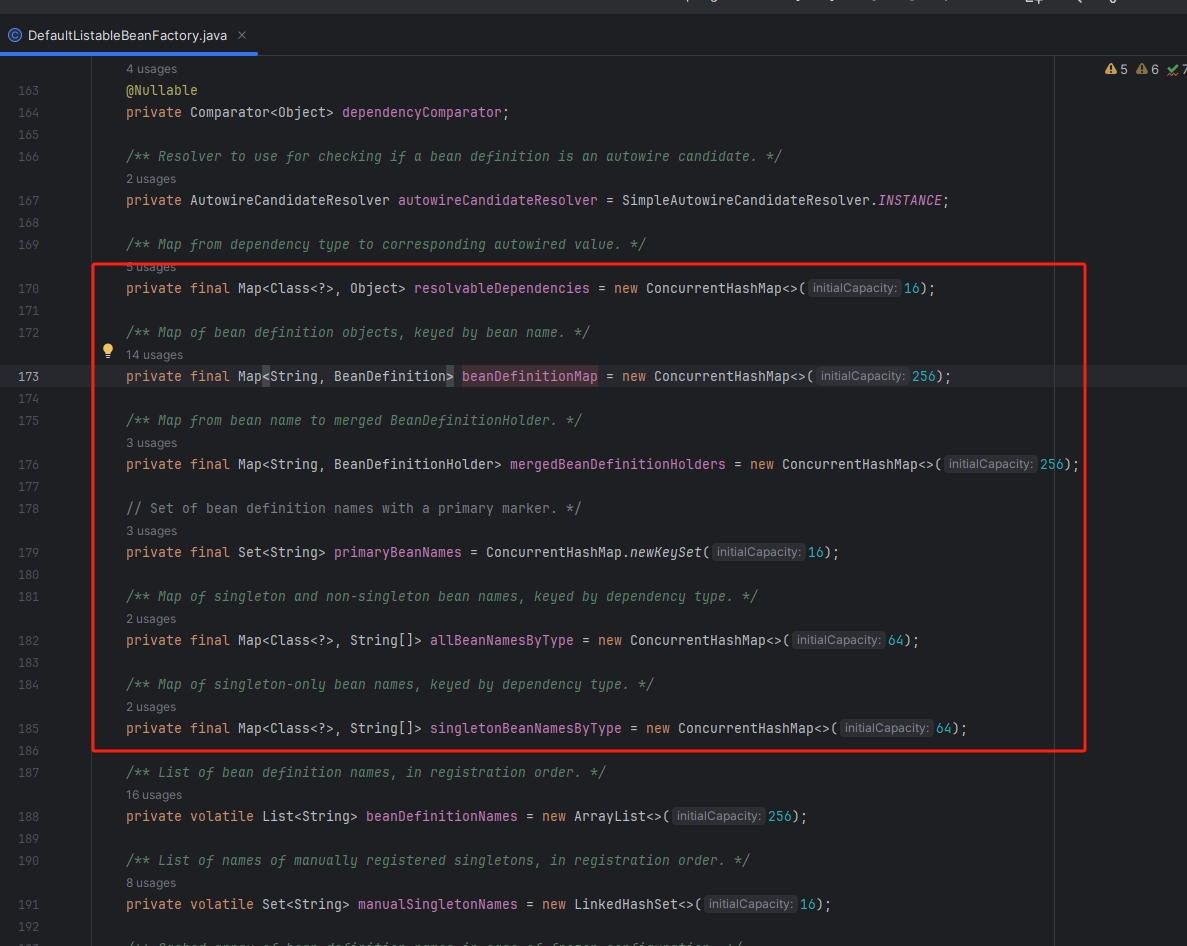 DefaultListableBeanFactory.java
5 6 7
4 usages
163 @Nullable
164 private Comparator<Object> dependencyComparator;
165
166 /** Resolver to use for checking if a bean definition is an autowire candidate. */
2 usages
167 private AutowireCandidateResolver autowireCandidateResolver = SimpleAutowireCandidateResolver.INSTANCE;
168
169 /** Map from dependency type to corresponding autowired value. */
5 usages
170 private final Map<Class<?>, Object> resolvableDependencies = new ConcurrentHashMap<>( initialCapacity: 16);
171
172 /** Map of bean definition objects, keyed by bean name. */
14 usages
173 private final Map<String, BeanDefinition> beanDefinitionMap = new ConcurrentHashMap<>( initialCapacity: 256);
174
175 /** Map from bean name to merged BeanDefinitionHolder. */
3 usages
176 private final Map<String, BeanDefinitionHolder> mergedBeanDefinitionHolders = new ConcurrentHashMap<>( initialCapacity: 256);
177
178 // Set of bean definition names with a primary marker. */
3 usages
179 private final Set<String> primaryBeanNames = ConcurrentHashMap.newKeySet( initialCapacity: 16);
180
181 /** Map of singleton and non-singleton bean names, keyed by dependency type. */
2 usages
182 private final Map<Class<?>, String[]> allBeanNamesByType = new ConcurrentHashMap<>( initialCapacity: 64);
183
184 /** Map of singleton-only bean names, keyed by dependency type. */
2 usages
185 private final Map<Class<?>, String[]> singletonBeanNamesByType = new ConcurrentHashMap<>( initialCapacity: 64);
186
187 /** List of bean definition names, in registration order. */
16 usages
188 private volatile List<String> beanDefinitionNames = new ArrayList<>( initialCapacity: 256);
189
190 /** List of names of manually registered singletons, in registration order. */
8 usages
191 private volatile Set<String> manualSingletonNames = new LinkedHashSet<>( initialCapacity: 16);
192